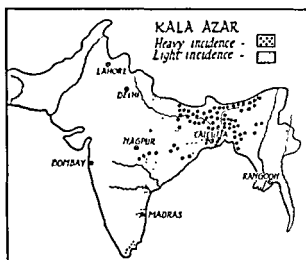 KALA AZAR
Heavy incidence -
Light incidence -
LAHORE
DELHI
NAGPUR
CALCUTTA
BOMBAY
RANGOON
MADRAS